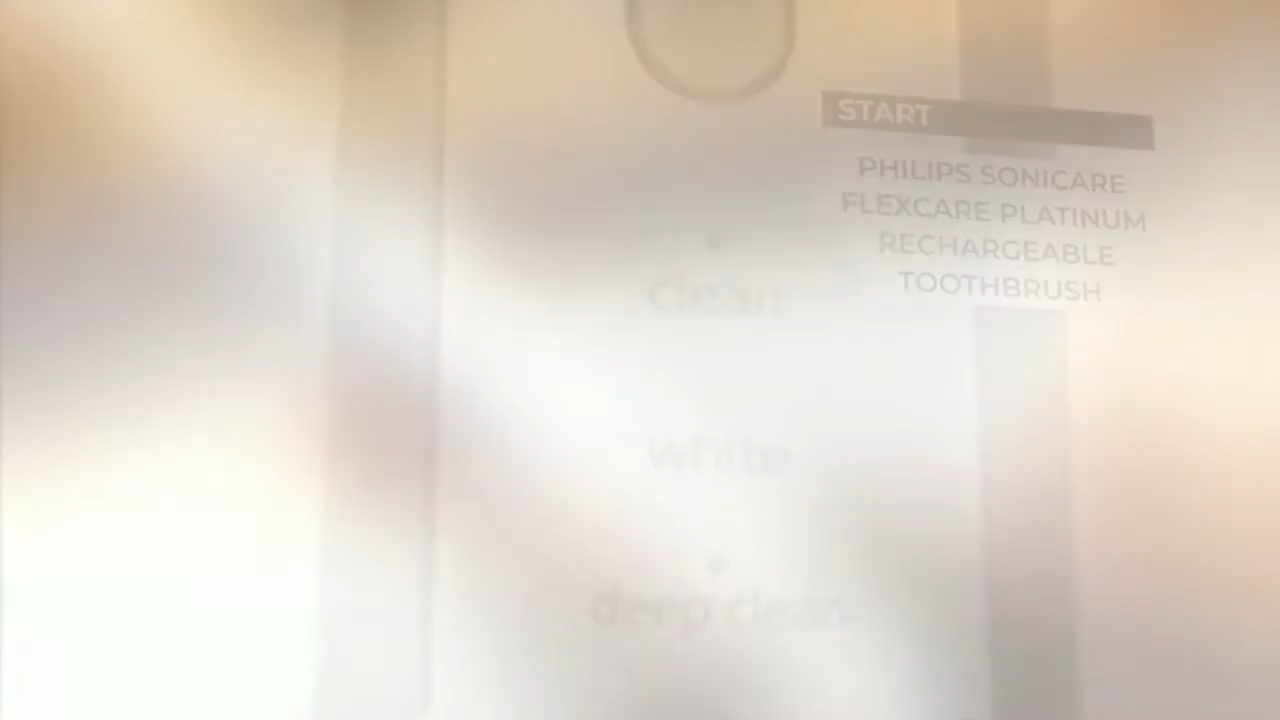 START
PHILIPS SONICARE
FLEXCARE PLATINUM
RECHARGEABLE
TOOTHBRUSH
clean
white
deep clean